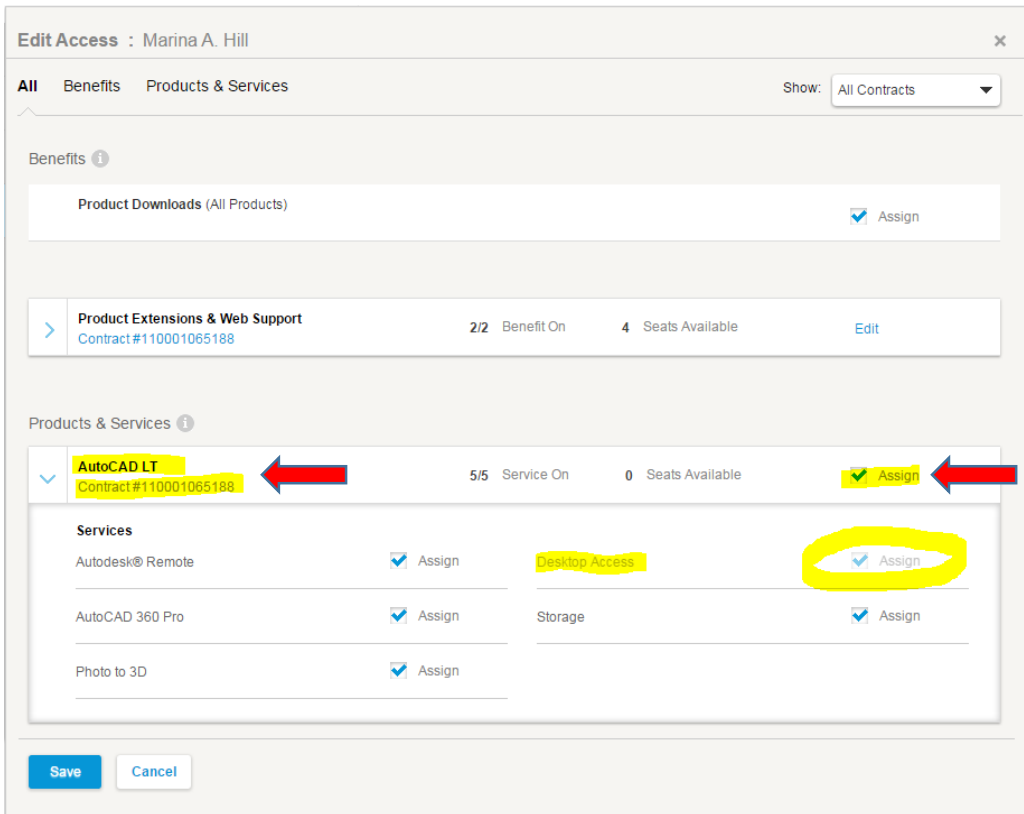 Edit Access : Marina A. Hill
All Benefits Products & Services Show: All Contracts
Benefits
Product Downloads (All Products)
Assign
Product Extensions & Web Support
Contract #110001065188
2/2 Benefit On 4 Seats Available Edit
Products & Services
AutoCAD LT
Contract #110001065188
5/5 Service On 0 Seats Available Assign
Services
Autodesk® Remote Assign Desktop Access Assign
AutoCAD 360 Pro Assign Storage Assign
Photo to 3D Assign
Save Cancel